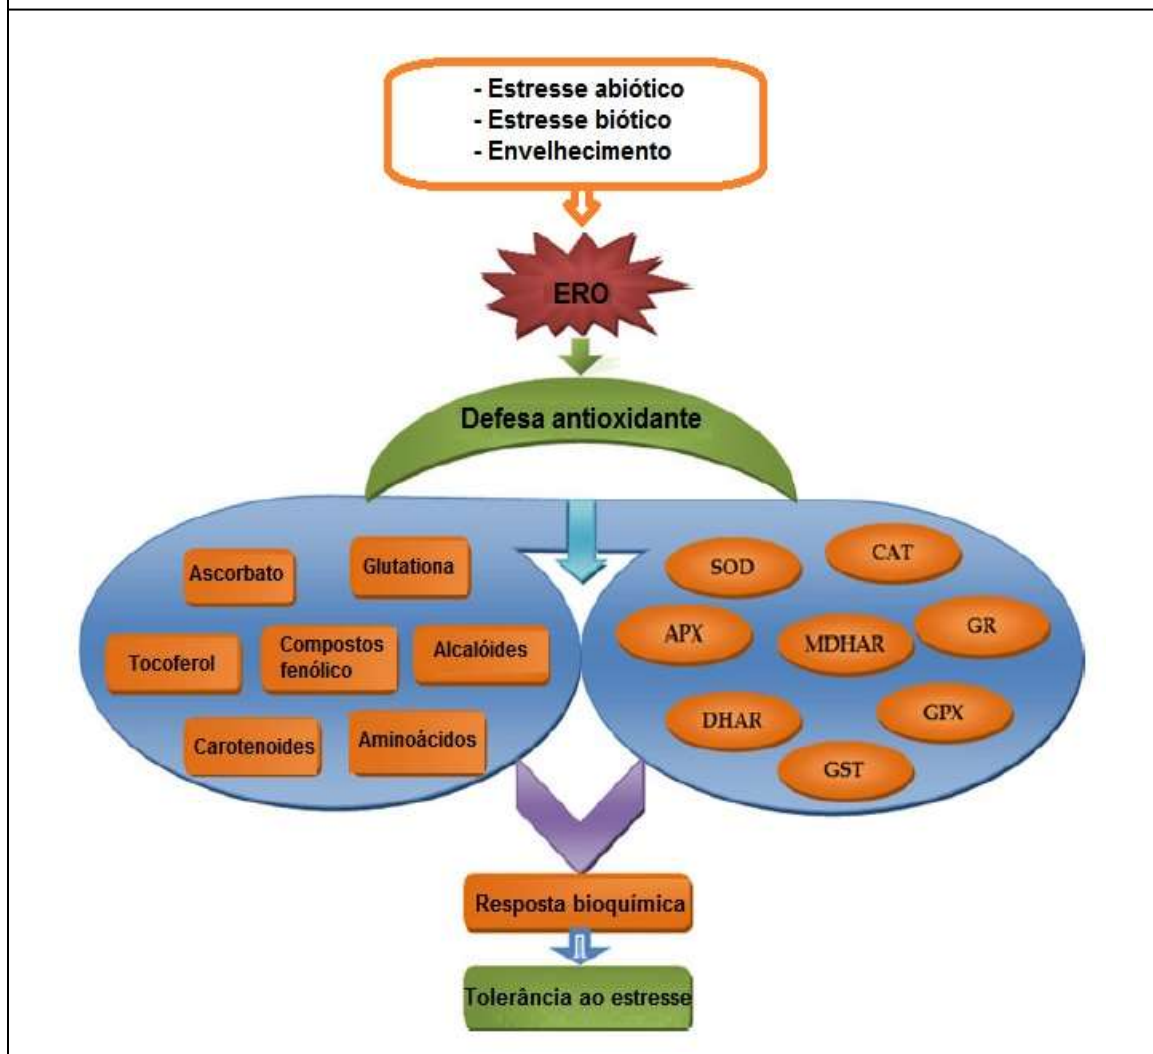 - Estresse abiótico
- Estresse biótico
- Envelhecimento
ERO
Defesa antioxidante
Ascorbato
Glutationa
Tocoferol
Compostos
fenólico
Alcalóides
Carotenoides
Aminoácidos
SOD
CAT
APX
MDHAR
GR
DHAR
GPX
GST
Resposta bioquímica
Tolerância ao estresse